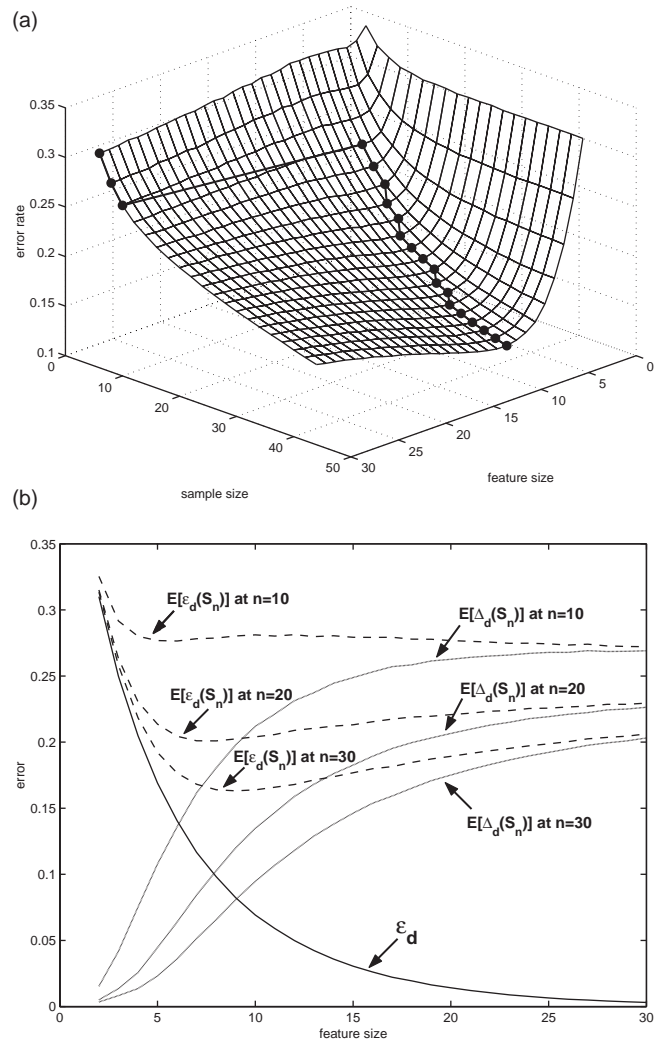 (a)
0.35
0.3
0.25
0.2
0.15
0.1
error rate
0
10
20
30
40
50
sample size
30
25
20
15
10
5
0
feature size
(b)
0.35
0.3
0.25
0.2
0.15
0.1
0.05
0
error
E[ε_d(S_n)] at n=10
E[Δ_d(S_n)] at n=10
E[ε_d(S_n)] at n=20
E[Δ_d(S_n)] at n=20
E[ε_d(S_n)] at n=30
E[Δ_d(S_n)] at n=30
ε_d
0 5 10 15 20 25 30
feature size